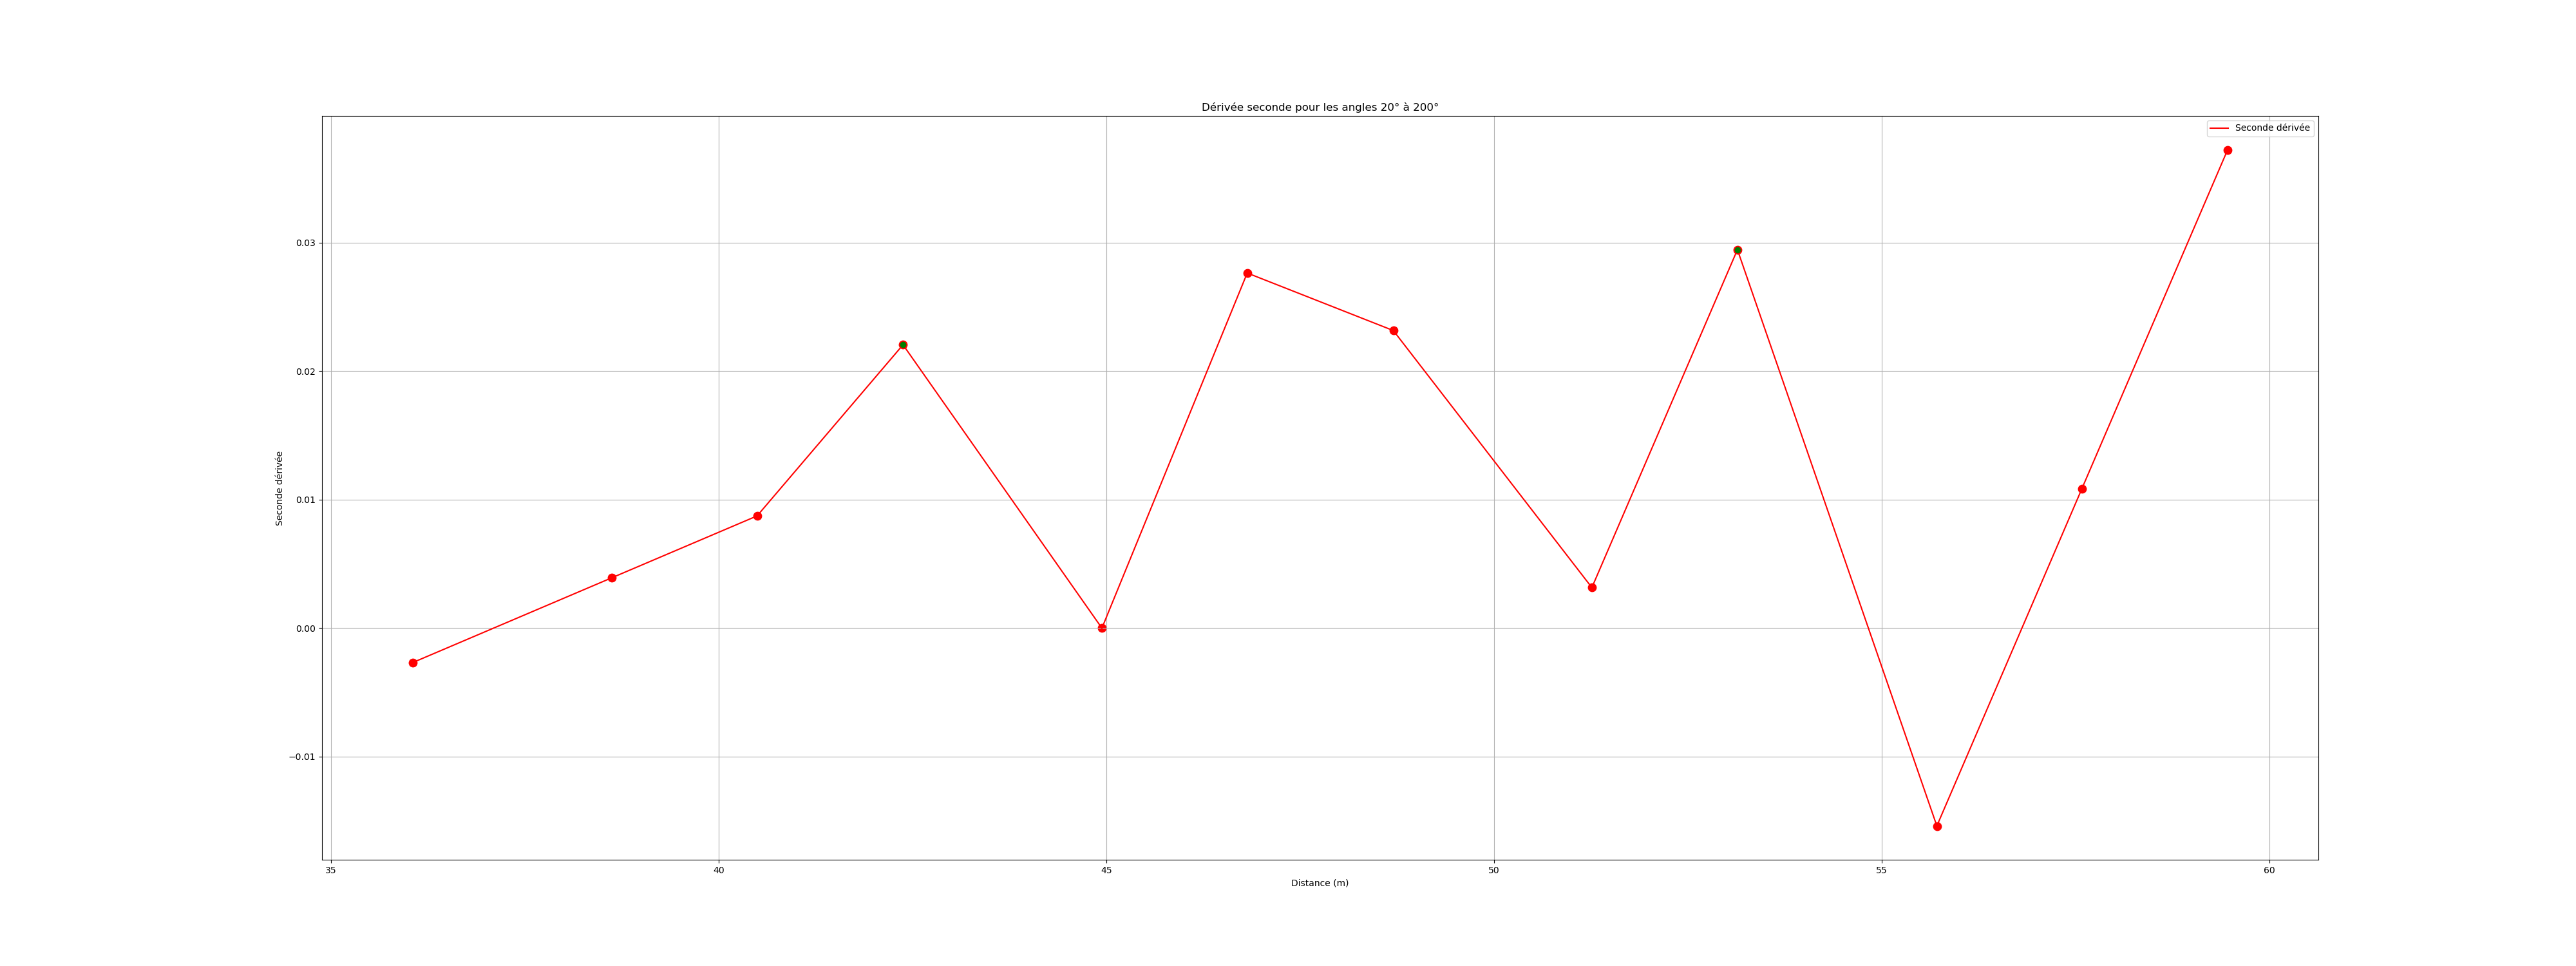 Dérivée seconde pour les angles 20° à 200°
Seconde dérivée
Seconde dérivée
0.03
0.02
0.01
0.00
−0.01
35 40 45 50 55 60
Distance (m)